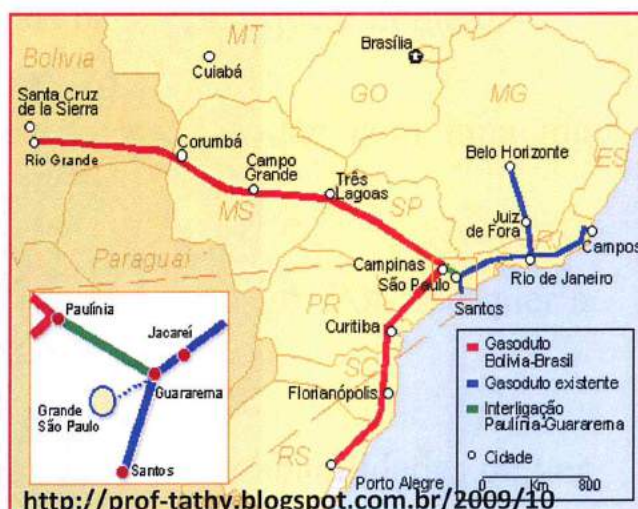 MT
Bolivia
Cuiabá
Brasília
GO
MG
Santa Cruz
de la Sierra
Rio Grande
Corumbá
Campo
Grande
Três
Lagoas
MS
Belo Horizonte
ES
SP
Juiz
de Fora
RJ
Campos
Paraguai
Campinas
São Paulo
Rio de Janeiro
Santos
PR
Curitiba
SC
Florianópolis
RS
Porto Alegre
Paulínia
Jacareí
Guararema
Grande
São Paulo
Santos
Gasoduto
Bolivia-Brasil
Gasoduto existente
Interligação
Paulínia-Guararema
Cidade
0 Km 800
http://prof-tathy.blogspot.com.br/2009/10